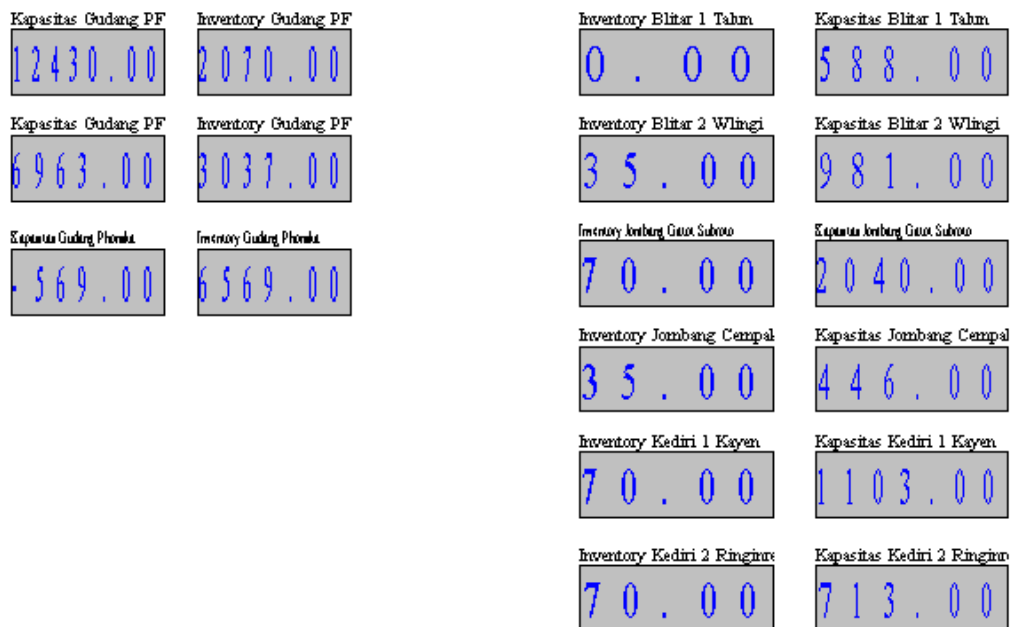 Kapasitas Gudang PF Inventory Gudang PF Inventory Blitar 1 Talun Kapasitas Blitar 1 Talun
12430.00 2070.00 0.00 588.00
Kapasitas Gudang PF Inventory Gudang PF Inventory Blitar 2 Wlingi Kapasitas Blitar 2 Wlingi
6963.00 3037.00 35.00 981.00
Kapasitas Gudang Phonska Inventory Gudang Phonska Inventory Jombang Gatot Subroto Kapasitas Jombang Gatot Subroto
-569.00 6569.00 70.00 2040.00
Inventory Jombang Cempak Kapasitas Jombang Cempal
35.00 446.00
Inventory Kediri 1 Kayen Kapasitas Kediri 1 Kayen
70.00 1103.00
Inventory Kediri 2 Ringinre Kapasitas Kediri 2 Ringinr
70.00 713.00